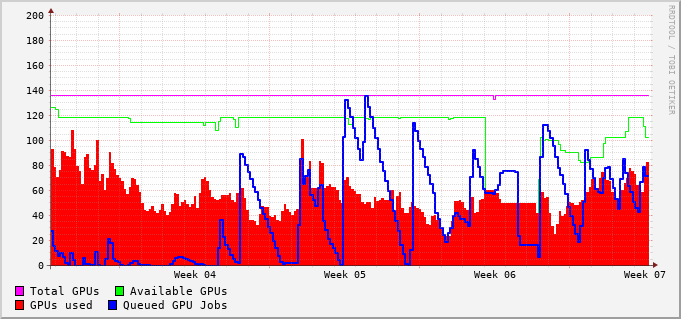 200
180
160
140
120
100
80
60
40
20
0
Week 04 Week 05 Week 06 Week 07
Total GPUs Available GPUs
GPUs used Queued GPU Jobs
RRDTOOL / TOBI OETIKER